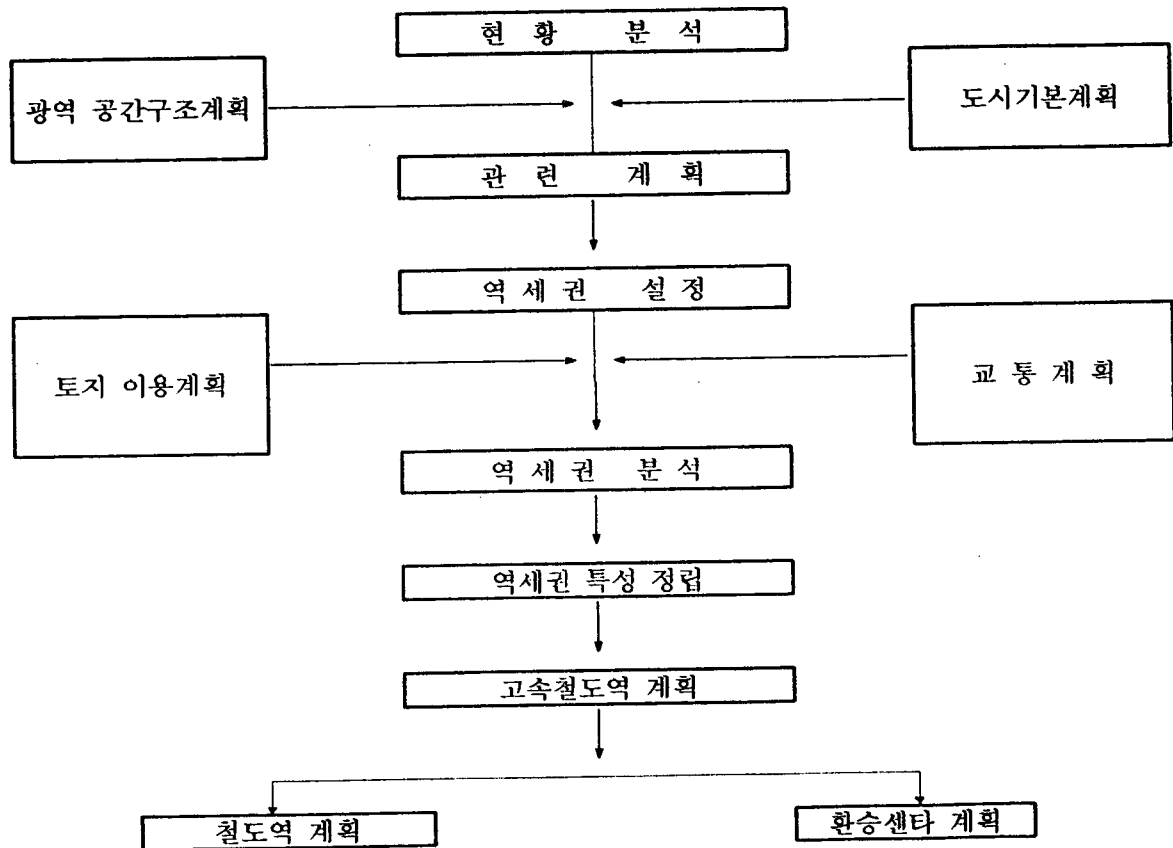 현 황 분 석
광역 공간구조계획
도시기본계획
관 련 계 획
역 세 권 설 정
토지 이용계획
교 통 계 획
역 세 권 분 석
역세권 특성 정립
고속철도역 계획
철도역 계획
환승센타 계획